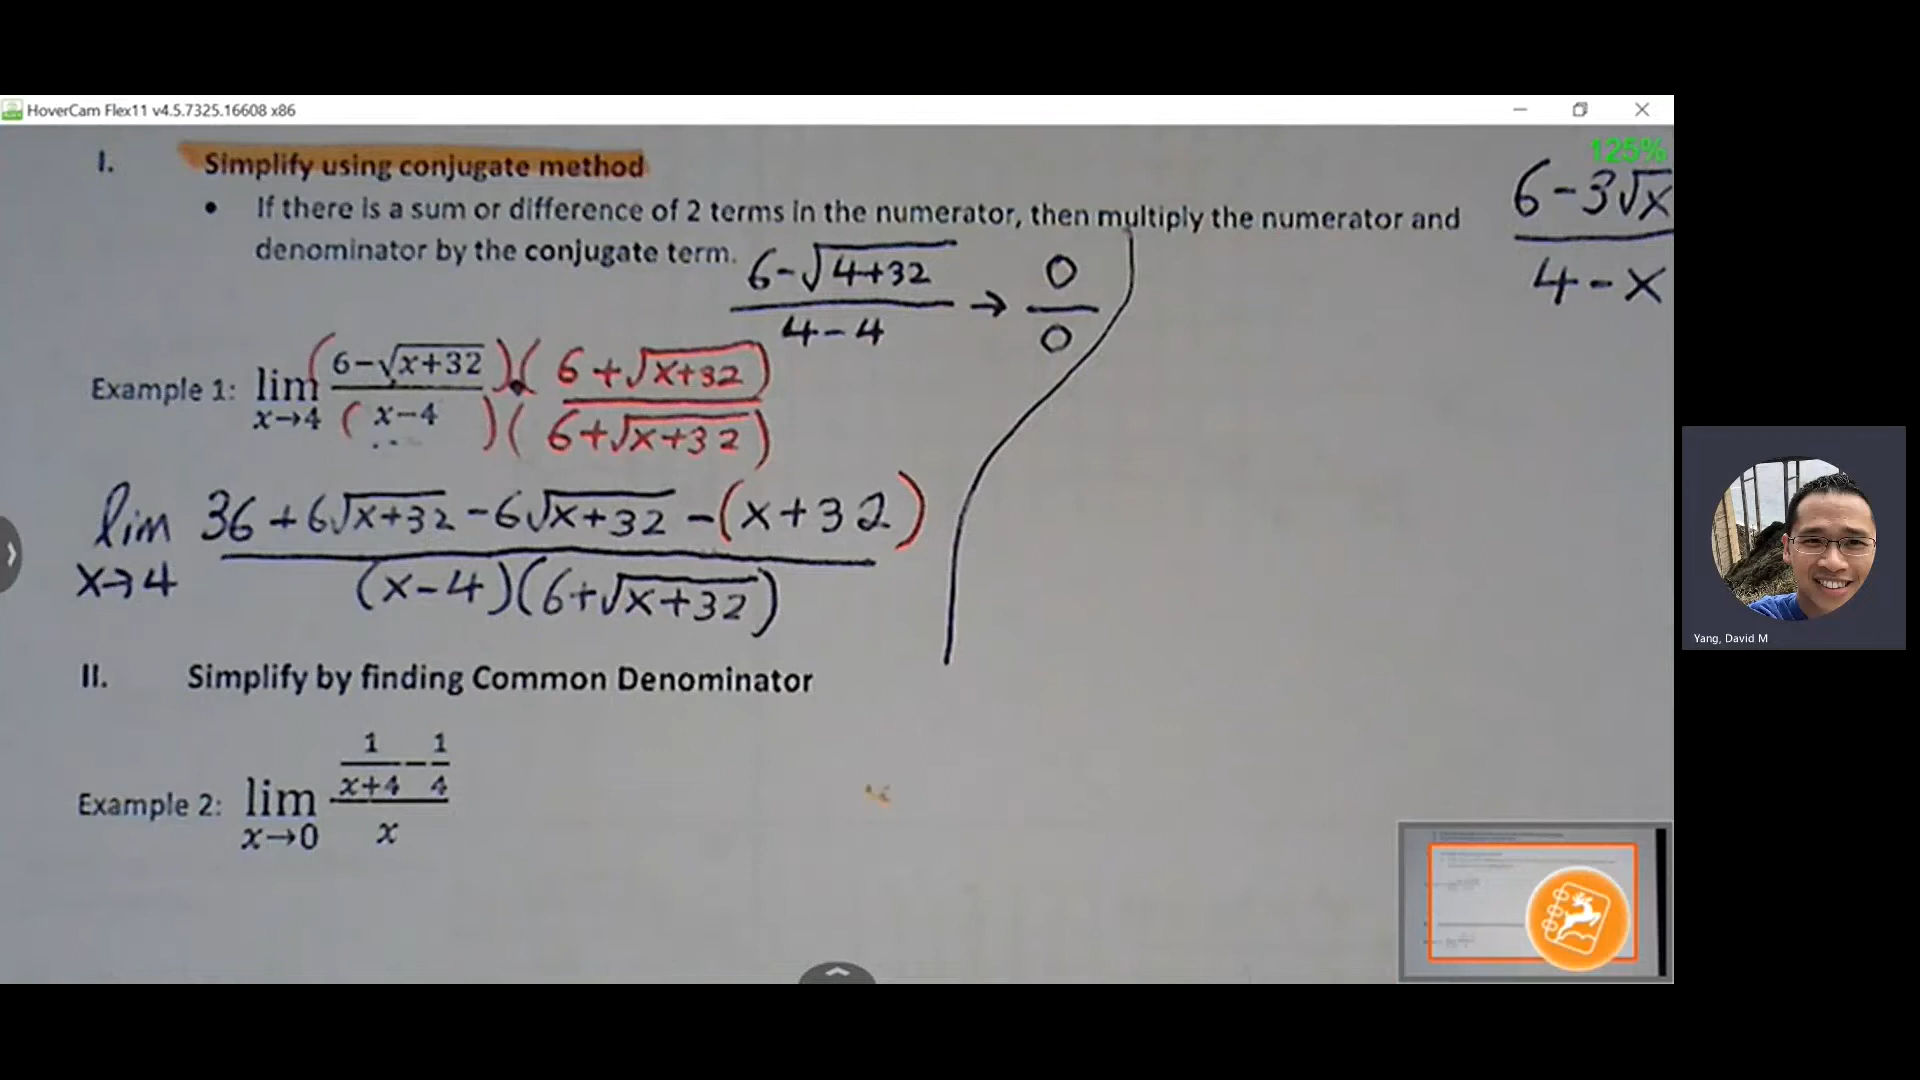 HoverCam Flex11 v4.5.7325.16608 x86
125%
I. Simplify using conjugate method
• If there is a sum or difference of 2 terms in the numerator, then multiply the numerator and
denominator by the conjugate term.
6-√(4+32) / (4-4) → 0/0
6-3√x / (4-x)
Example 1: lim x→4 (6-√(x+32))·(6+√(x+32)) / (x-4)(6+√(x+32))
lim x→4 36+6√(x+32) -6√(x+32) -(x+32) / (x-4)(6+√(x+32))
II. Simplify by finding Common Denominator
Example 2: lim x→0 (1/(x+4) - 1/4) / x
Yang, David M